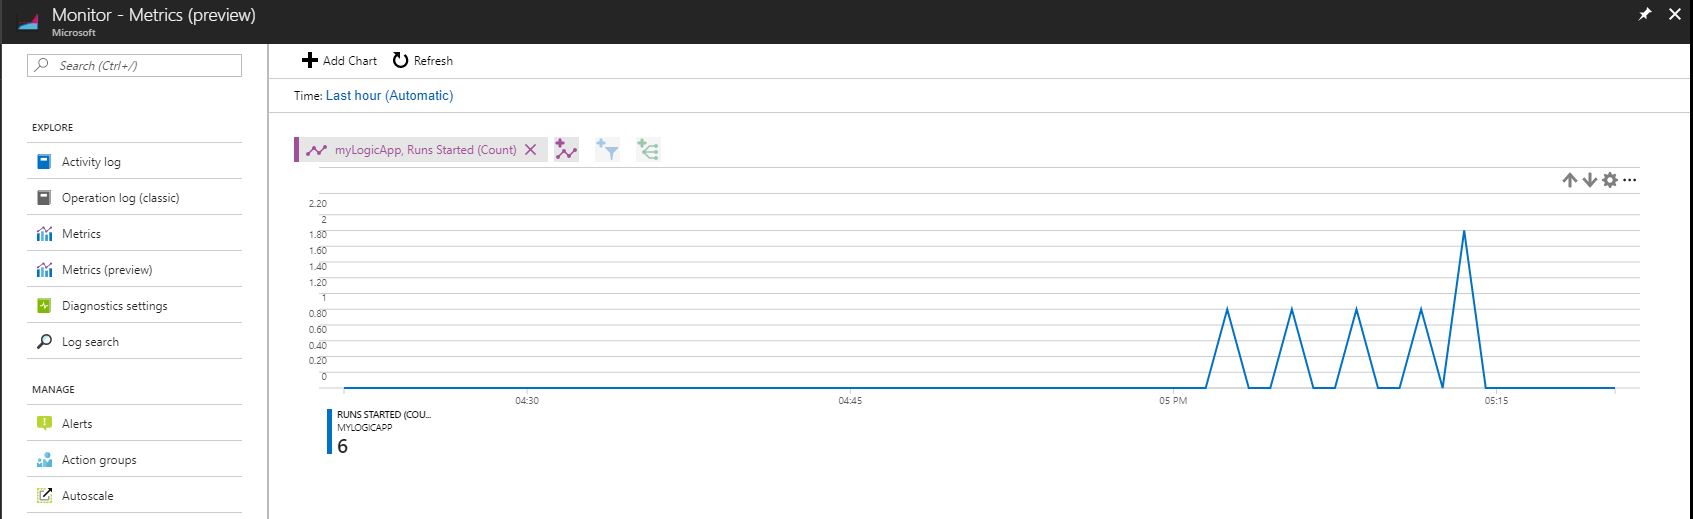 Monitor - Metrics (preview)
Microsoft
Search (Ctrl+/)
EXPLORE
Activity log
Operation log (classic)
Metrics
Metrics (preview)
Diagnostics settings
Log search
MANAGE
Alerts
Action groups
Autoscale
Add Chart Refresh
Time: Last hour (Automatic)
myLogicApp, Runs Started (Count)
2.20
2
1.80
1.60
1.40
1.20
1
0.80
0.60
0.40
0.20
0
04:30 04:45 05 PM 05:15
RUNS STARTED (COU...
MYLOGICAPP
6